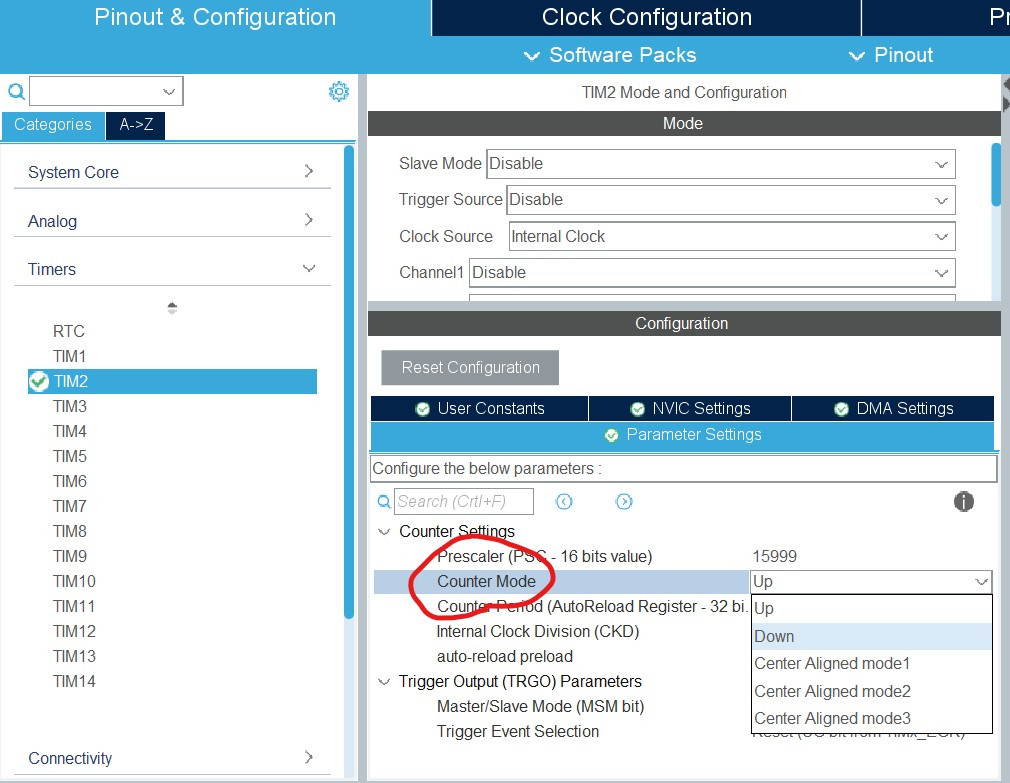 Pinout & Configuration
Clock Configuration
Pr
Software Packs
Pinout
Categories
A->Z
System Core
Analog
Timers
RTC
TIM1
TIM2
TIM3
TIM4
TIM5
TIM6
TIM7
TIM8
TIM9
TIM10
TIM11
TIM12
TIM13
TIM14
Connectivity
TIM2 Mode and Configuration
Mode
Slave Mode Disable
Trigger Source Disable
Clock Source Internal Clock
Channel1 Disable
Configuration
Reset Configuration
User Constants
NVIC Settings
DMA Settings
Parameter Settings
Configure the below parameters :
Search (Crtl+F)
Counter Settings
Prescaler (PSC - 16 bits value) 15999
Counter Mode Up
Counter Period (AutoReload Register - 32 bi... Up
Internal Clock Division (CKD) Down
auto-reload preload Center Aligned mode1
Trigger Output (TRGO) Parameters Center Aligned mode2
Master/Slave Mode (MSM bit) Center Aligned mode3
Trigger Event Selection